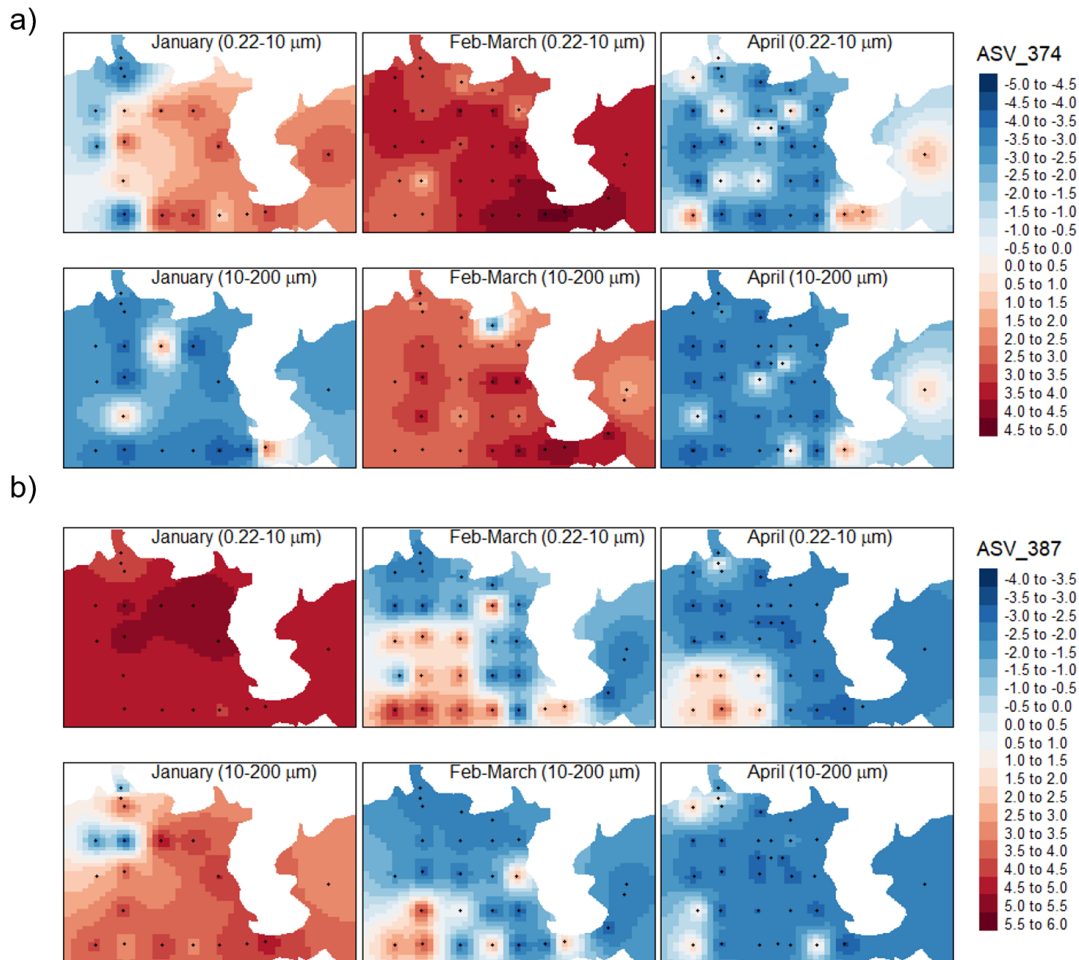 a)
January (0.22-10 μm)
Feb-March (0.22-10 μm)
April (0.22-10 μm)
January (10-200 μm)
Feb-March (10-200 μm)
April (10-200 μm)
ASV_374
-5.0 to -4.5
-4.5 to -4.0
-4.0 to -3.5
-3.5 to -3.0
-3.0 to -2.5
-2.5 to -2.0
-2.0 to -1.5
-1.5 to -1.0
-1.0 to -0.5
-0.5 to 0.0
0.0 to 0.5
0.5 to 1.0
1.0 to 1.5
1.5 to 2.0
2.0 to 2.5
2.5 to 3.0
3.0 to 3.5
3.5 to 4.0
4.0 to 4.5
4.5 to 5.0
b)
January (0.22-10 μm)
Feb-March (0.22-10 μm)
April (0.22-10 μm)
January (10-200 μm)
Feb-March (10-200 μm)
April (10-200 μm)
ASV_387
-4.0 to -3.5
-3.5 to -3.0
-3.0 to -2.5
-2.5 to -2.0
-2.0 to -1.5
-1.5 to -1.0
-1.0 to -0.5
-0.5 to 0.0
0.0 to 0.5
0.5 to 1.0
1.0 to 1.5
1.5 to 2.0
2.0 to 2.5
2.5 to 3.0
3.0 to 3.5
3.5 to 4.0
4.0 to 4.5
4.5 to 5.0
5.0 to 5.5
5.5 to 6.0